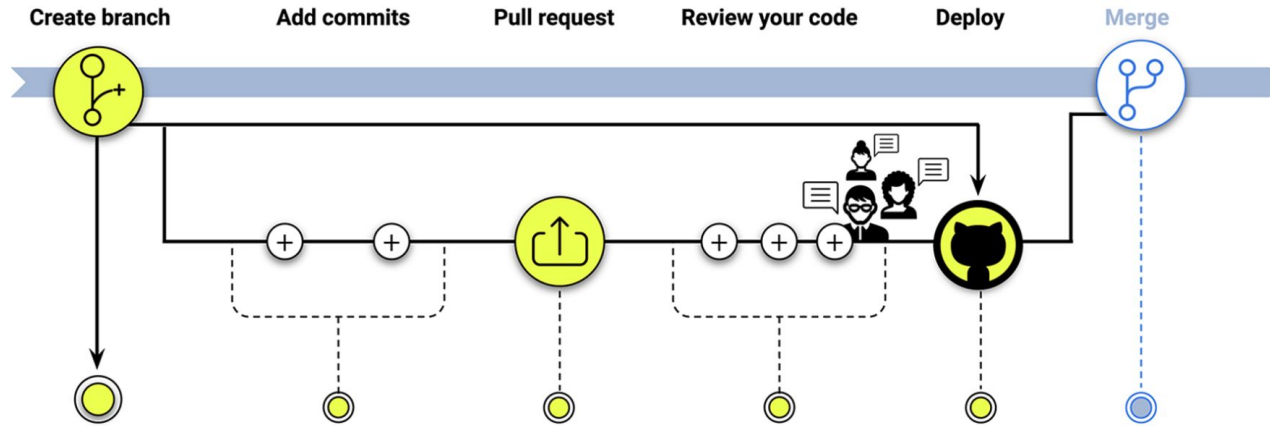 Create branch
Add commits
Pull request
Review your code
Deploy
Merge